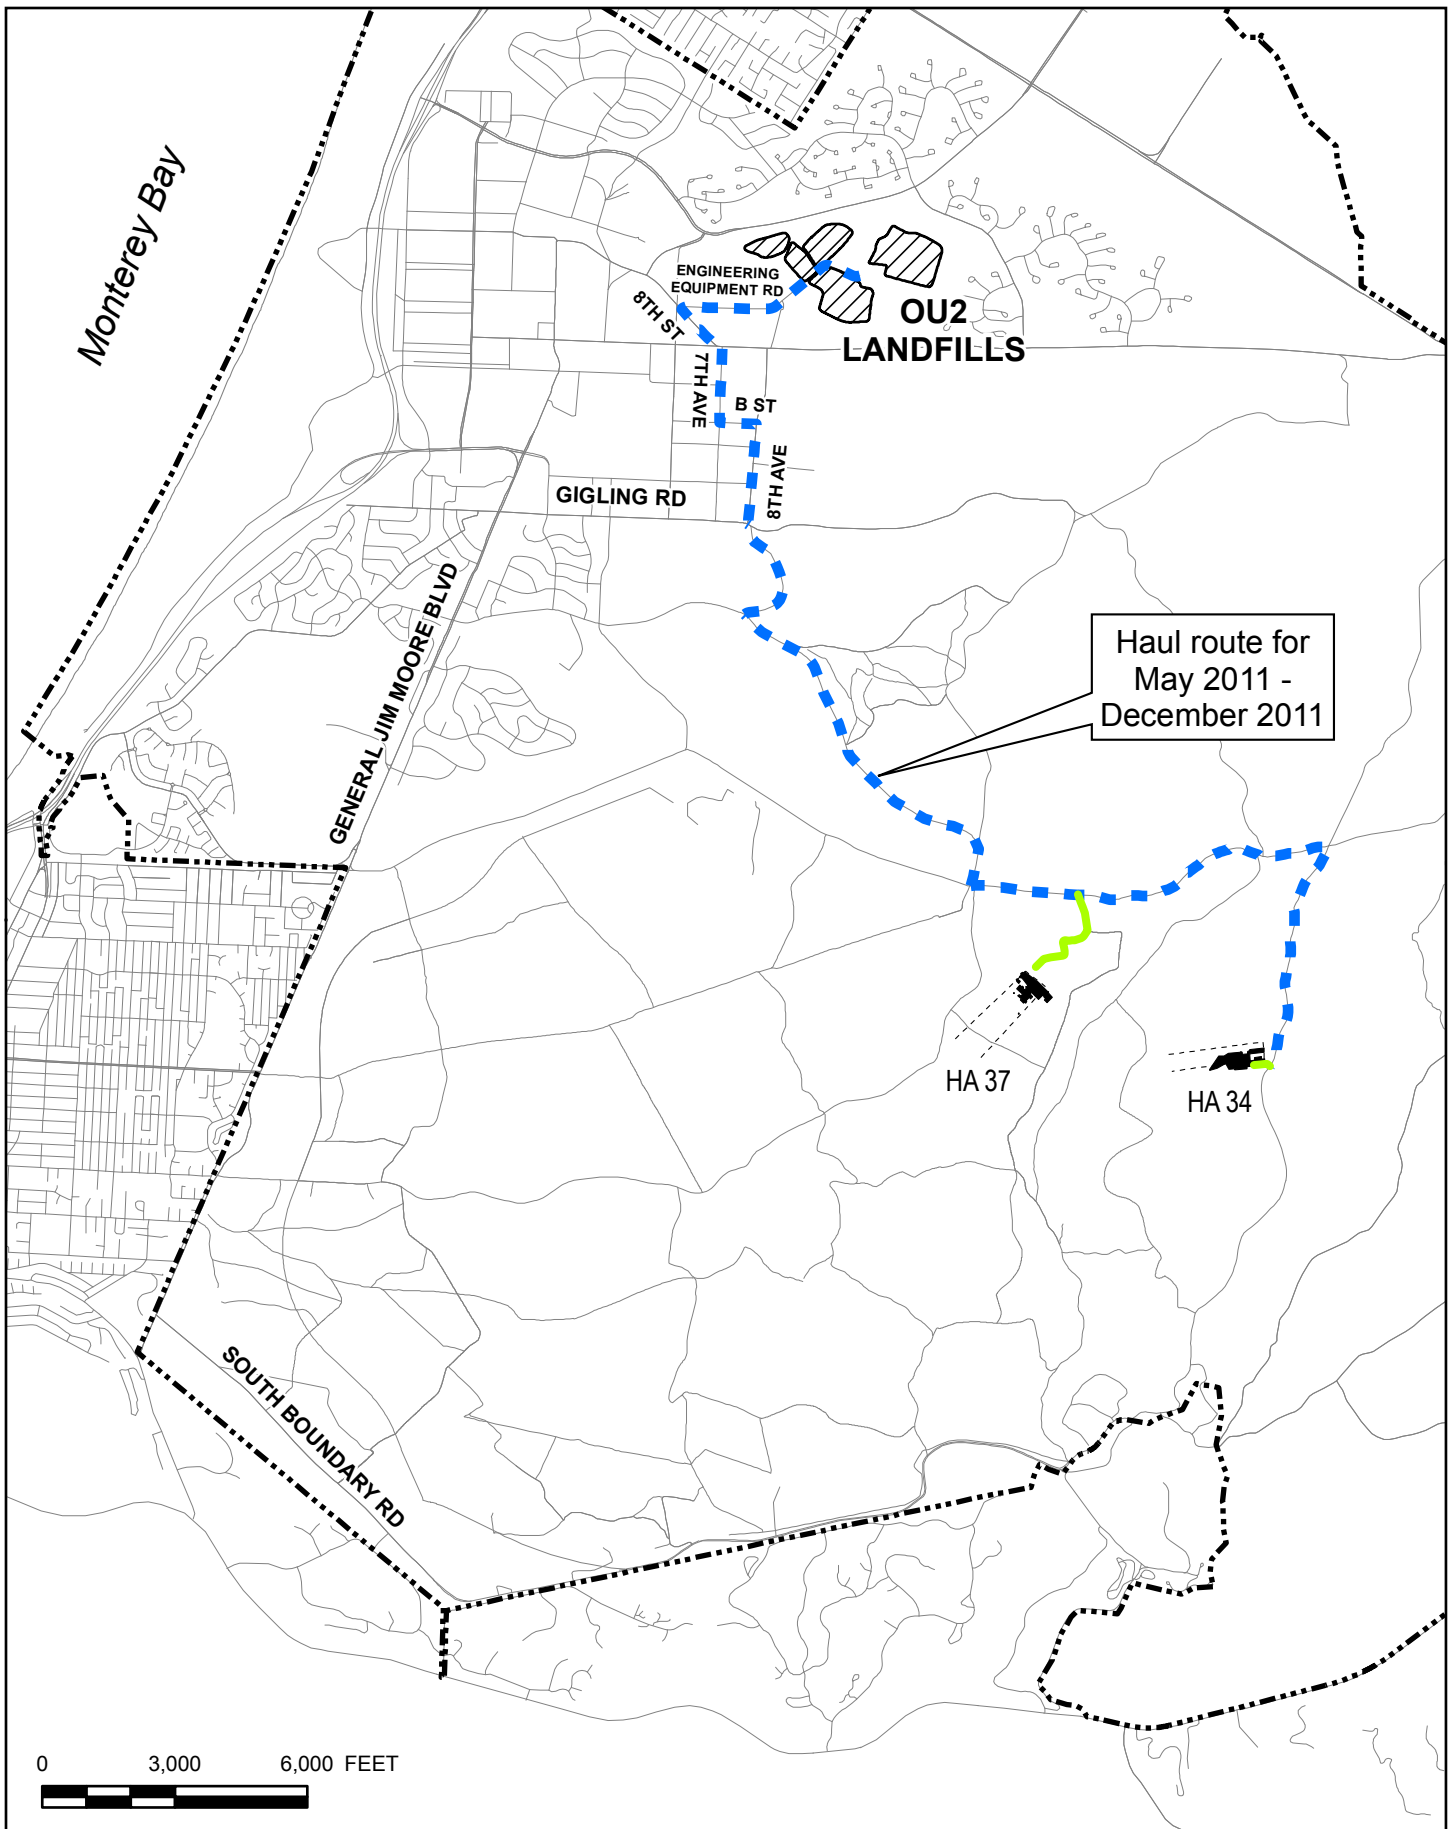 Monterey Bay
ENGINEERING
EQUIPMENT RD
8TH ST
OU2
LANDFILLS
7TH AVE
B ST
8TH AVE
GIGLING RD
GENERAL JIM MOORE BLVD
Haul route for
May 2011 -
December 2011
HA 37
HA 34
SOUTH BOUNDARY RD
0 3,000 6,000 FEET